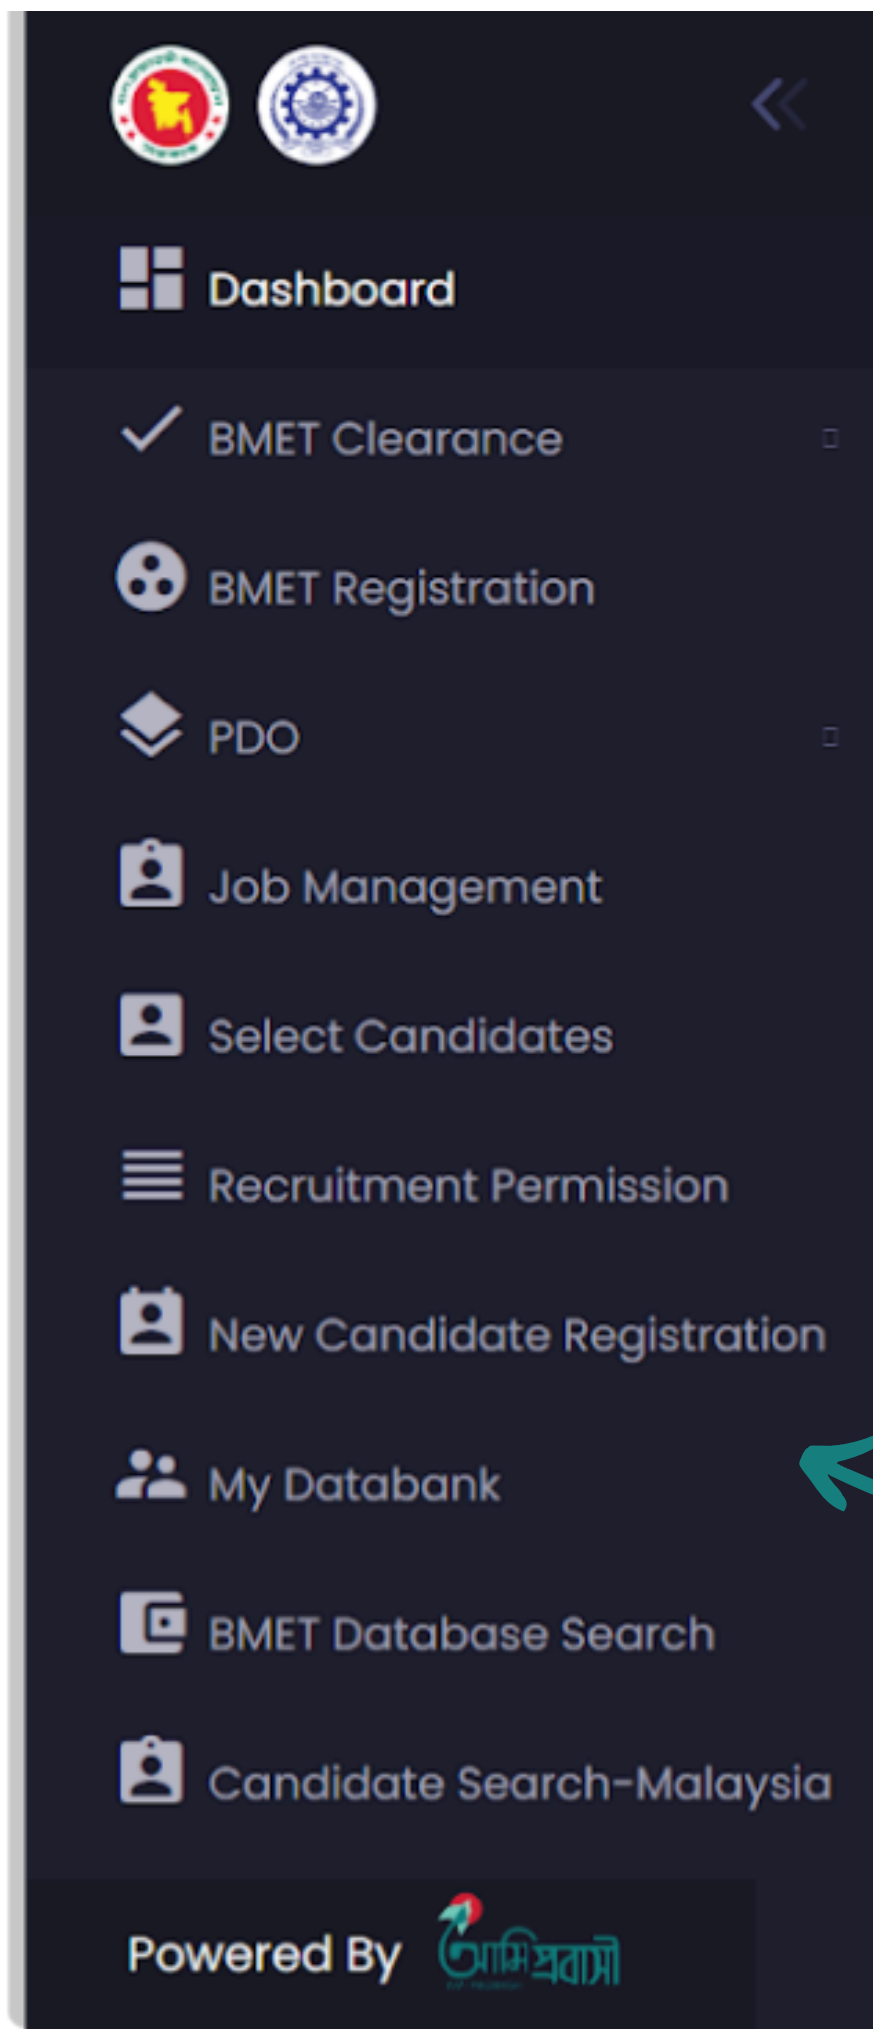 Dashboard
BMET Clearance
BMET Registration
PDO
Job Management
Select Candidates
Recruitment Permission
New Candidate Registration
My Databank
BMET Database Search
Candidate Search-Malaysia
Powered By আমি প্রবাসী